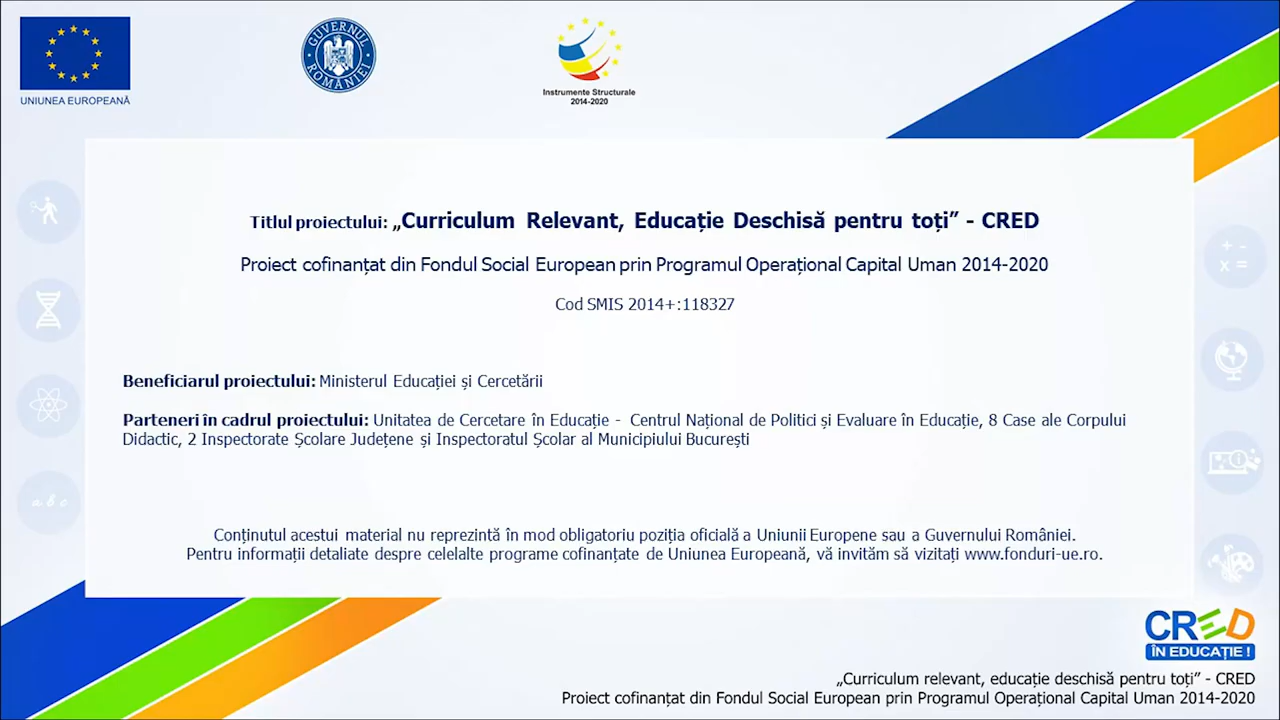 UNIUNEA EUROPEANĂ
GUVERNUL ROMÂNIEI
Instrumente Structurale
2014-2020
Titlul proiectului: „Curriculum Relevant, Educație Deschisă pentru toți” - CRED
Proiect cofinanțat din Fondul Social European prin Programul Operațional Capital Uman 2014-2020
Cod SMIS 2014+:118327
+ -
x =
Beneficiarul proiectului: Ministerul Educației și Cercetării
Parteneri în cadrul proiectului: Unitatea de Cercetare în Educație - Centrul Național de Politici și Evaluare în Educație, 8 Case ale Corpului
Didactic, 2 Inspectorate Școlare Județene și Inspectoratul Școlar al Municipiului București
a b c
Conținutul acestui material nu reprezintă în mod obligatoriu poziția oficială a Uniunii Europene sau a Guvernului României.
Pentru informații detaliate despre celelalte programe cofinanțate de Uniunea Europeană, vă invităm să vizitați www.fonduri-ue.ro.
CRED
ÎN EDUCAȚIE !
„Curriculum relevant, educație deschisă pentru toți” - CRED
Proiect cofinanțat din Fondul Social European prin Programul Operațional Capital Uman 2014-2020